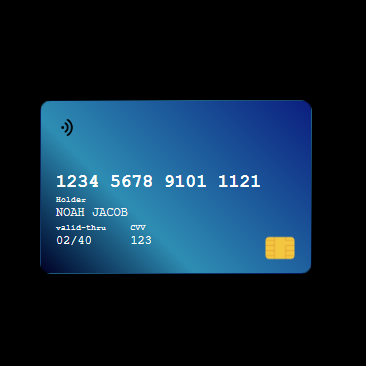 1234 5678 9101 1121
Holder
NOAH JACOB
valid-thru CVV
02/40 123